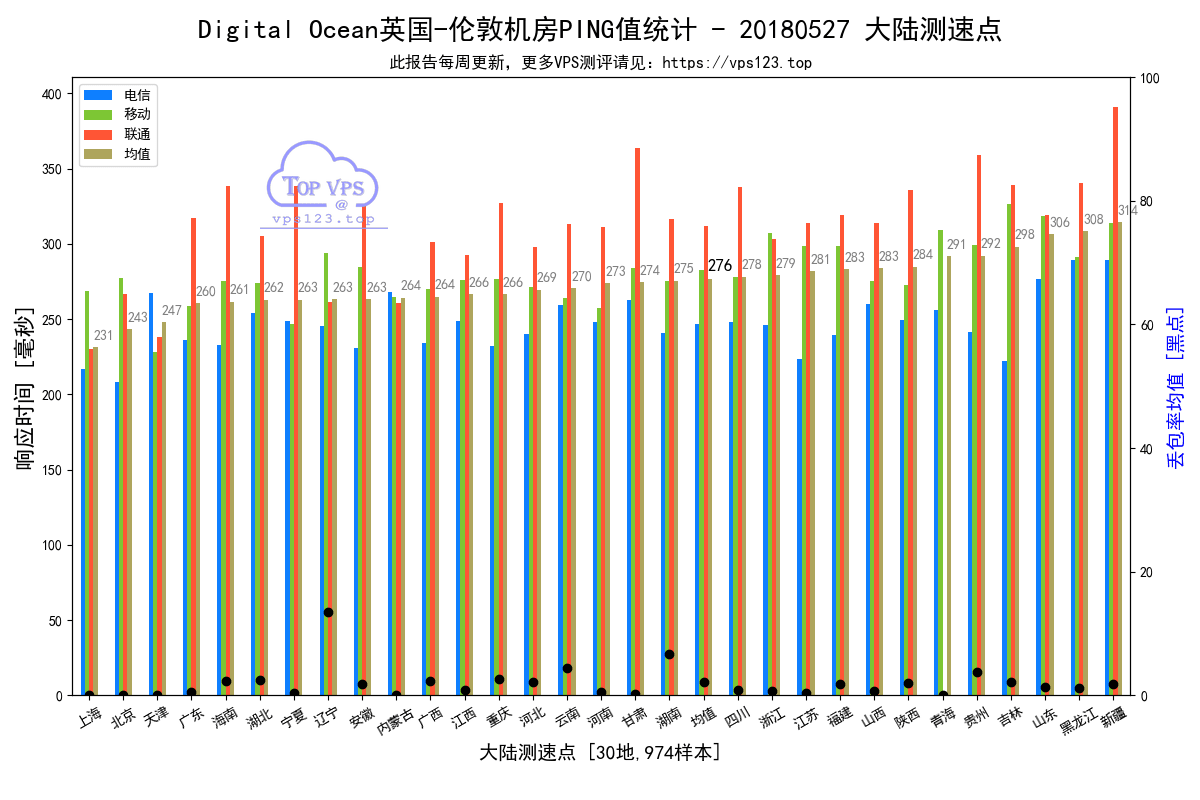 Digital Ocean英国-伦敦机房PING值统计 - 20180527 大陆测速点
此报告每周更新，更多VPS测评请见：https://vps123.top
电信
移动
联通
均值
TOP VPS
@
vps123.top
响应时间 [毫秒]
400
350
300
250
200
150
100
50
0
丢包率均值 [黑点]
100
80
60
40
20
0
231 243 247 260 261 262 263 263 263 264 264 266 266 269 270 273 274 275 276 278 279 281 283 283 284 291 292 298 306 308 314
上海 北京 天津 广东 海南 湖北 宁夏 辽宁 安徽 内蒙古 广西 江西 重庆 河北 云南 河南 甘肃 湖南 均值 四川 浙江 江苏 福建 山西 陕西 青海 贵州 吉林 山东 黑龙江 新疆
大陆测速点 [30地,974样本]